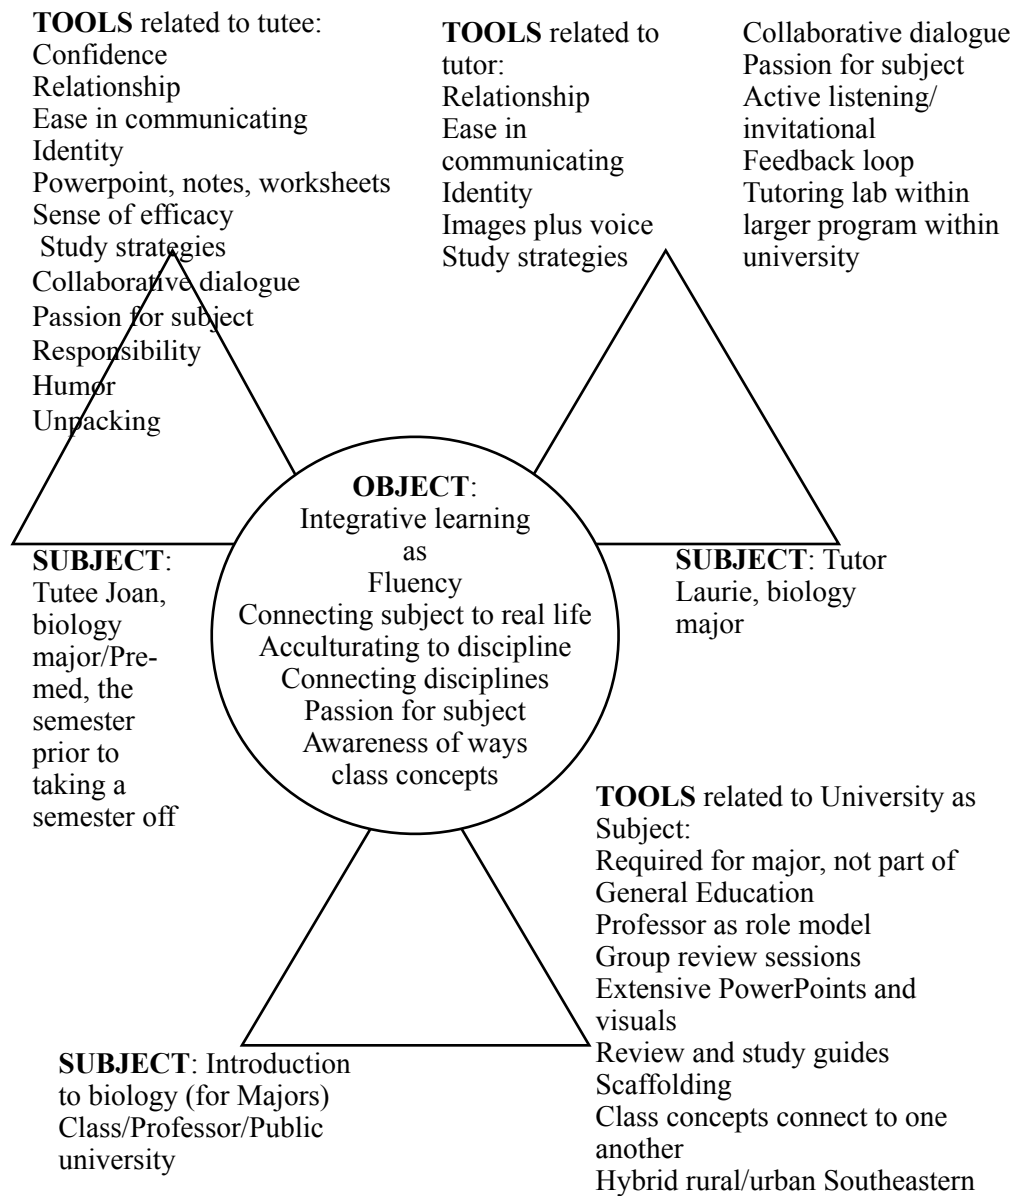 TOOLS related to tutee:
Confidence
Relationship
Ease in communicating
Identity
Powerpoint, notes, worksheets
Sense of efficacy
Study strategies
Collaborative dialogue
Passion for subject
Responsibility
Humor
Unpacking
TOOLS related to
tutor:
Relationship
Ease in
communicating
Identity
Images plus voice
Study strategies
Collaborative dialogue
Passion for subject
Active listening/
invitational
Feedback loop
Tutoring lab within
larger program within
university
OBJECT:
Integrative learning
as
Fluency
Connecting subject to real life
Acculturating to discipline
Connecting disciplines
Passion for subject
Awareness of ways
class concepts
SUBJECT:
Tutee Joan,
biology
major/Pre-
med, the
semester
prior to
taking a
semester off
SUBJECT: Tutor
Laurie, biology
major
TOOLS related to University as
Subject:
Required for major, not part of
General Education
Professor as role model
Group review sessions
Extensive PowerPoints and
visuals
Review and study guides
Scaffolding
Class concepts connect to one
another
Hybrid rural/urban Southeastern
SUBJECT: Introduction
to biology (for Majors)
Class/Professor/Public
university